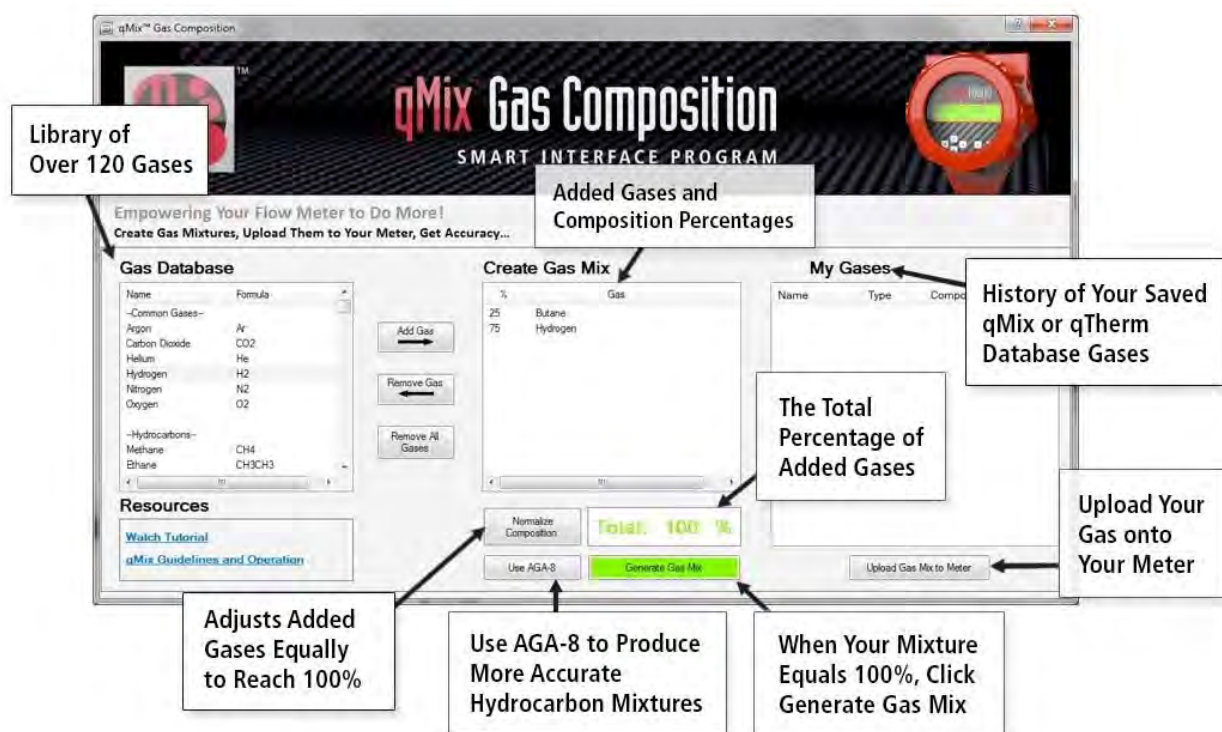 qMix™ Gas Composition
TM
qMix Gas Composition
SMART INTERFACE PROGRAM
Library of
Over 120 Gases
Added Gases and
Composition Percentages
Empowering Your Flow Meter to Do More!
Create Gas Mixtures, Upload Them to Your Meter, Get Accuracy...
Gas Database
Name Formula
--Common Gases--
Argon Ar
Carbon Dioxide CO2
Helium He
Hydrogen H2
Nitrogen N2
Oxygen O2
--Hydrocarbons--
Methane CH4
Ethane CH3CH3
Add Gas
Remove Gas
Remove All
Gases
Create Gas Mix
% Gas
25 Butane
75 Hydrogen
My Gases
Name Type Compo
History of Your Saved
qMix or qTherm
Database Gases
The Total
Percentage of
Added Gases
Resources
Watch Tutorial
qMix Guidelines and Operation
Normalize
Composition
Total: 100 %
Use AGA-8
Generate Gas Mix
Upload Gas Mix to Meter
Upload Your
Gas onto
Your Meter
Adjusts Added
Gases Equally
to Reach 100%
Use AGA-8 to Produce
More Accurate
Hydrocarbon Mixtures
When Your Mixture
Equals 100%, Click
Generate Gas Mix